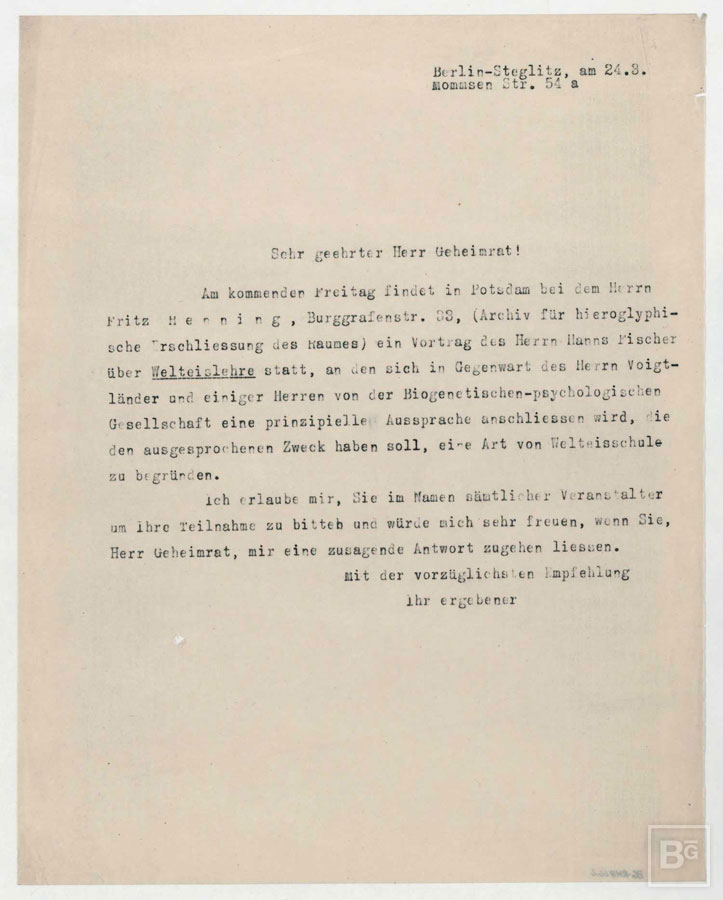 Berlin-Steglitz, am 24.3.
Mommsen Str. 54 a
Sehr geehrter Herr Geheimrat!
Am kommenden Freitag findet in Potsdam bei dem Herrn
Fritz H e n n i n g , Burggrafenstr. 33, (Archiv für hieroglyphi-
sche Erschliessung des Raumes) ein Vortrag des Herrn Hanns Fischer
über Welteislehre statt, an den sich in Gegenwart des Herrn Voigt-
länder und einiger Herren von der Biogenetischen-psychologischen
Gesellschaft eine prinzipielle Aussprache anschliessen wird, die
den ausgesprochenen Zweck haben soll, eine Art von Welteisschule
zu begründen.
Ich erlaube mir, Sie im Namen sämtlicher Veranstalter
um Ihre Teilnahme zu bitteb und würde mich sehr freuen, wenn Sie,
Herr Geheimrat, mir eine zusagende Antwort zugehen liessen.
Mit der vorzüglichsten Empfehlung
Ihr ergebener
BG